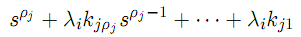 $s^{\rho_j} + \lambda_i k_{j\rho_j} s^{\rho_j - 1} + \cdots + \lambda_i k_{j1}$